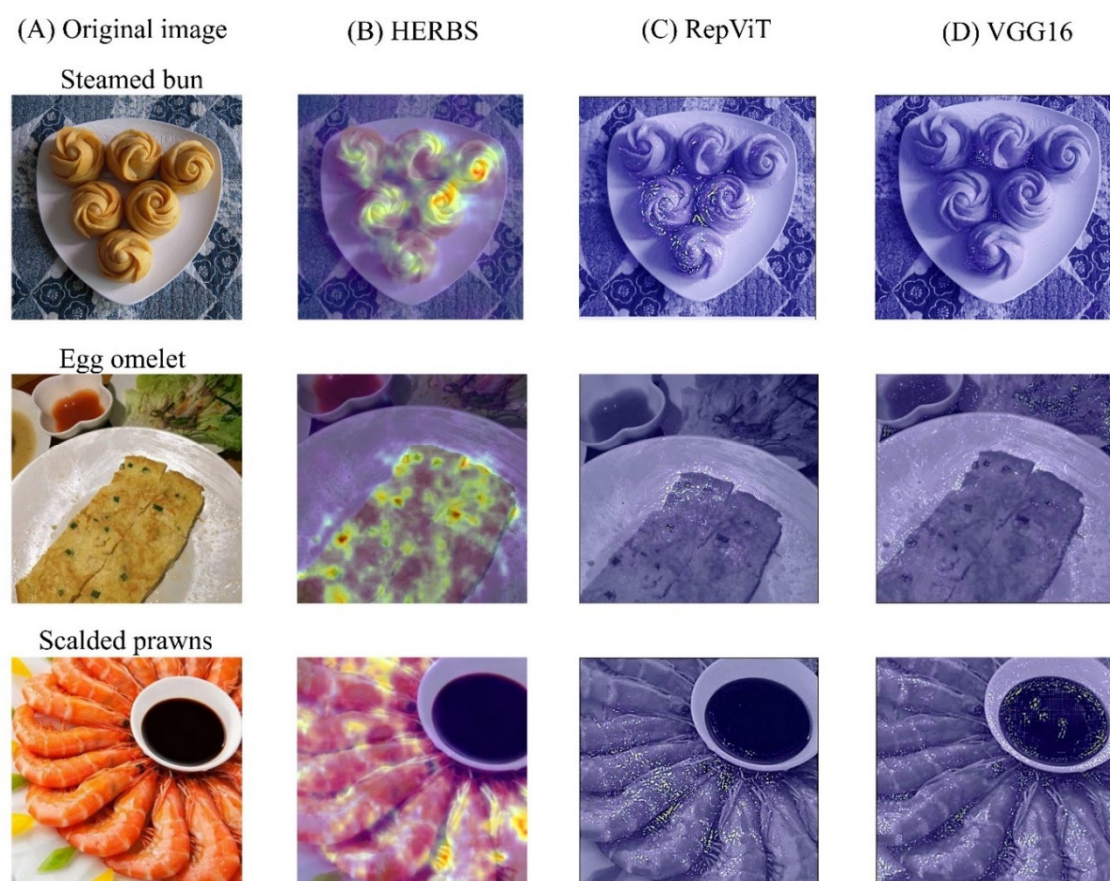 (A) Original image (B) HERBS (C) RepViT (D) VGG16
Steamed bun
Egg omelet
Scalded prawns